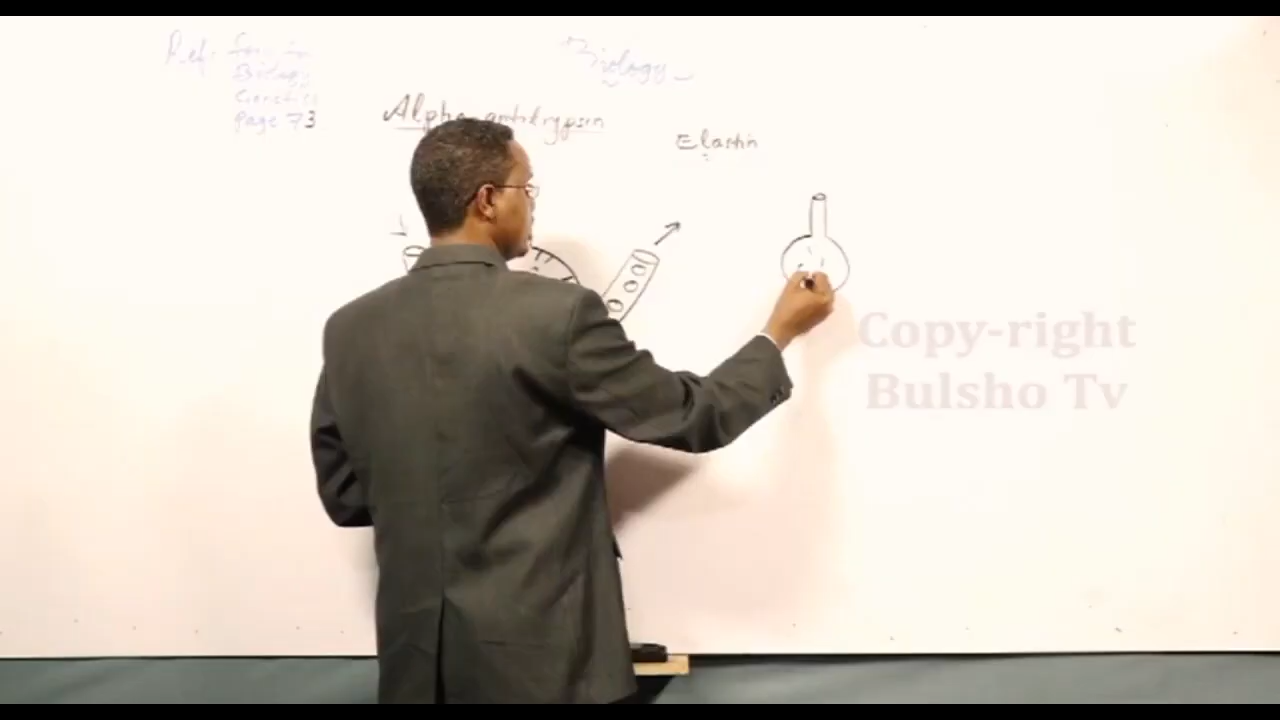 Ref:
Biology
Genetics
page 73
Biology
Alpha-antitrypsin
Elastin
Copy-right
Bulsho Tv